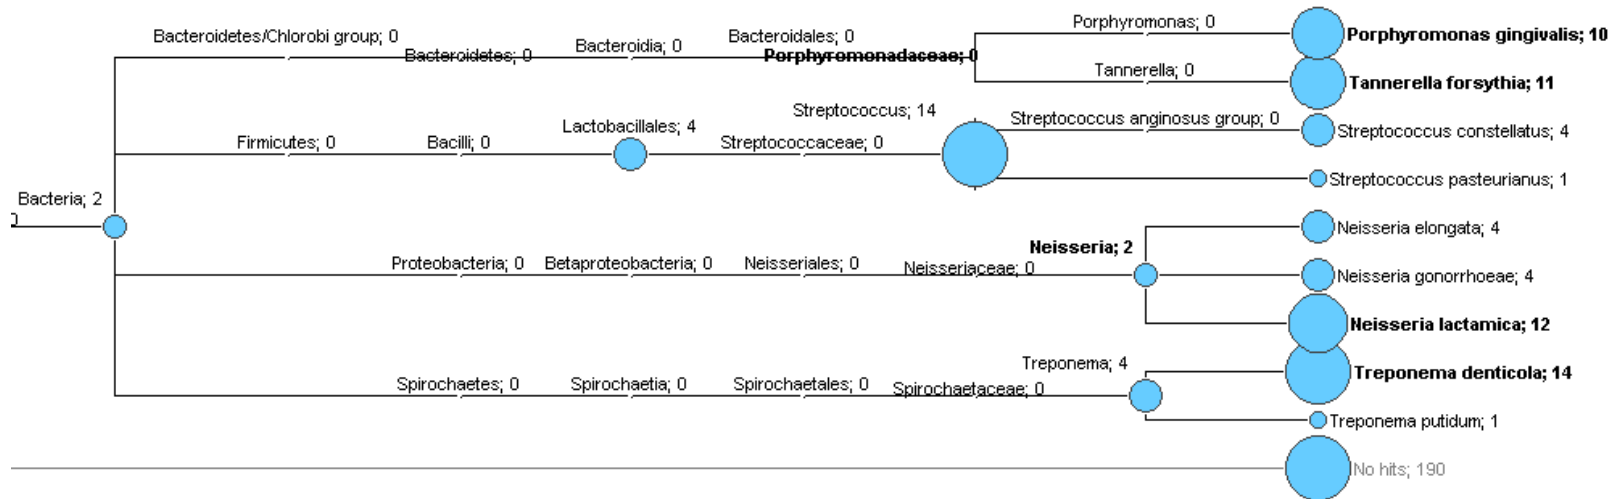 Porphyromonas; 0
Bacteroidetes/Chlorobi group; 0
Bacteroidales; 0
Porphyromonas gingivalis; 10
Bacteroidetes; 0
Bacteroidia; 0
Porphyromonadaceae; 0
Tannerella; 0
Tannerella forsythia; 11
Streptococcus; 14
Streptococcus anginosus group; 0
Lactobacillales; 4
Streptococcus constellatus; 4
Firmicutes; 0
Bacilli; 0
Streptococcaceae; 0
Streptococcus pasteurianus; 1
Bacteria; 2
Neisseria elongata; 4
Neisseria; 2
Proteobacteria; 0
Betaproteobacteria; 0
Neisseriales; 0
Neisseriaceae; 0
Neisseria gonorrhoeae; 4
Neisseria lactamica; 12
Treponema; 4
Treponema denticola; 14
Spirochaetes; 0
Spirochaetia; 0
Spirochaetales; 0
Spirochaetaceae; 0
Treponema putidum; 1
No hits; 190